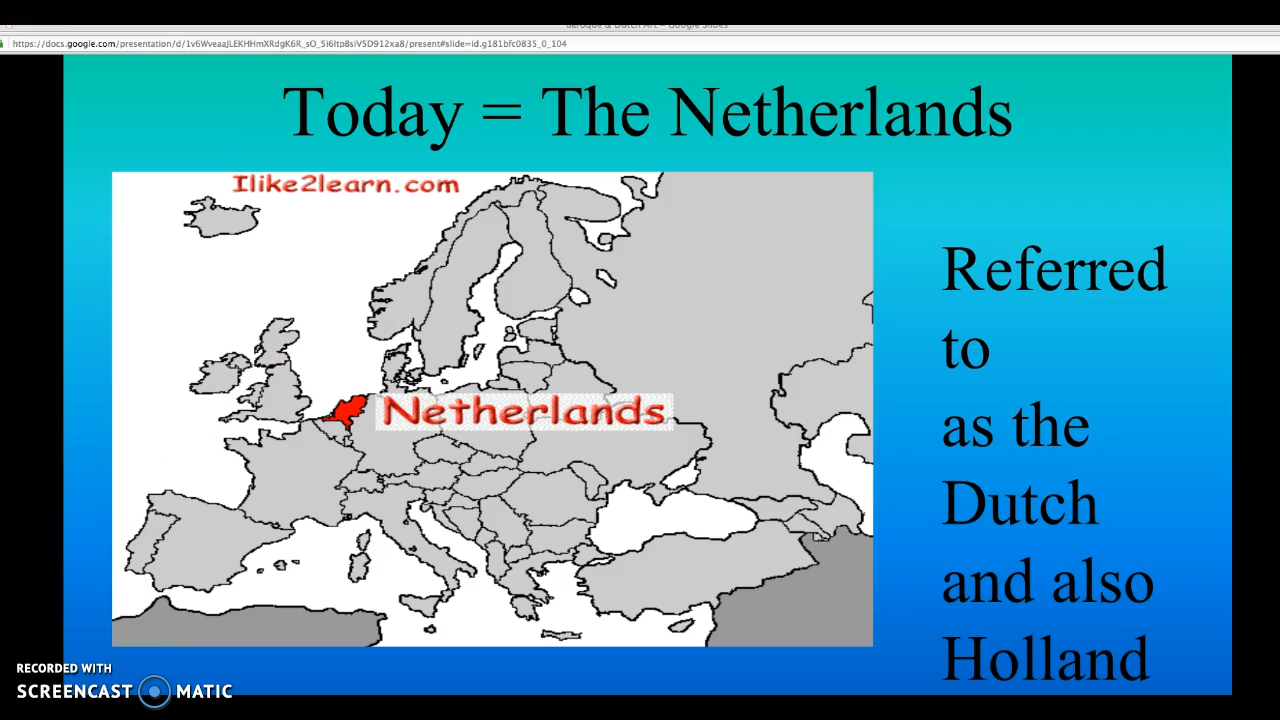 Baroque & Dutch Art - Google Slides
https://docs.google.com/presentation/d/1v6WveaaJLEKHHmXRdgK6R_sO_5i6ItpBsiV5D912xa8/present#slide=id.g181bfc0835_0_104
Today = The Netherlands
Ilike2learn.com
Netherlands
Referred
to
as the
Dutch
and also
Holland
RECORDED WITH
SCREENCAST MATIC